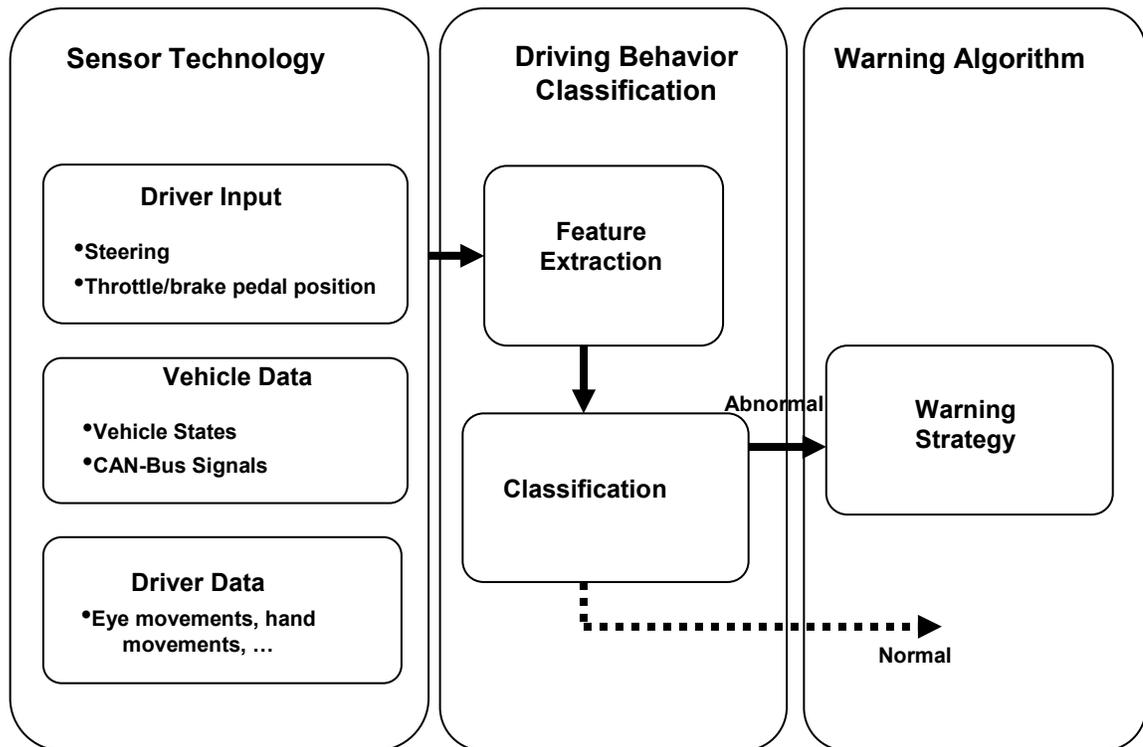 Sensor Technology
Driver Input
•Steering
•Throttle/brake pedal position
Vehicle Data
•Vehicle States
•CAN-Bus Signals
Driver Data
•Eye movements, hand
movements, …
Driving Behavior
Classification
Feature
Extraction
Classification
Abnormal
Normal
Warning Algorithm
Warning
Strategy